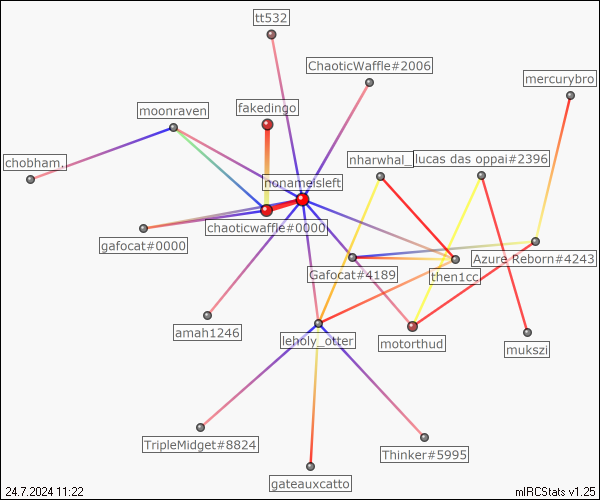 tt532
ChaoticWaffle#2006
mercurybro
fakedingo
moonraven
chobham.
nharwhal_
lucas das oppai#2396
nonameisleft
chaoticwaffle#0000
gafocat#0000
Azure Reborn#4243
Gafocat#4189
then1cc
amah1246
leholy_otter
motorthud
mukszi
TripleMidget#8824
Thinker#5995
gateauxcatto
24.7.2024 11:22
mIRCStats v1.25